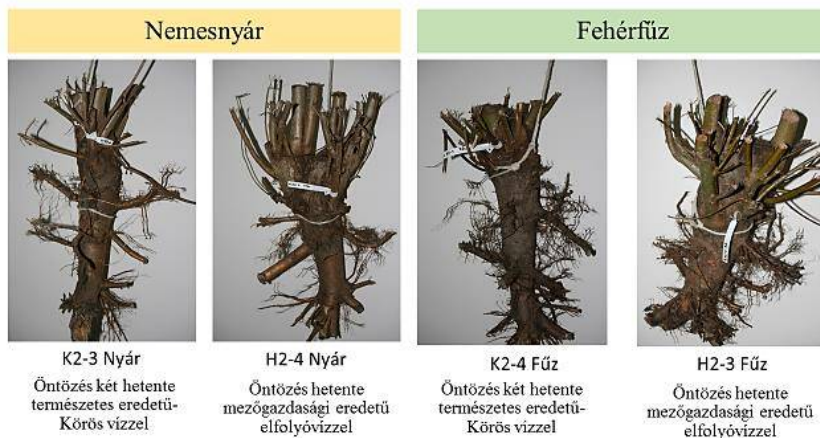 Nemesnyár
Fehérfűz
K2-3 Nyár
Öntözés két hetente
természetes eredetű-
Körös vízzel
H2-4 Nyár
Öntözés hetente
mezőgazdasági eredetű
elfolyóvízzel
K2-4 Fűz
Öntözés két hetente
természetes eredetű-
Körös vízzel
H2-3 Fűz
Öntözés hetente
mezőgazdasági eredetű
elfolyóvízzel